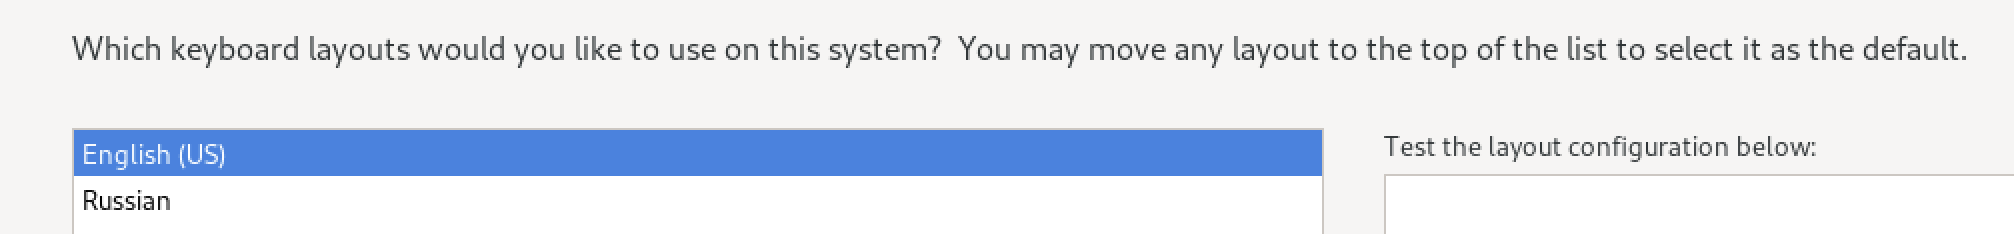 Which keyboard layouts would you like to use on this system?  You may move any layout to the top of the list to select it as the default.
English (US)
Russian
Test the layout configuration below: